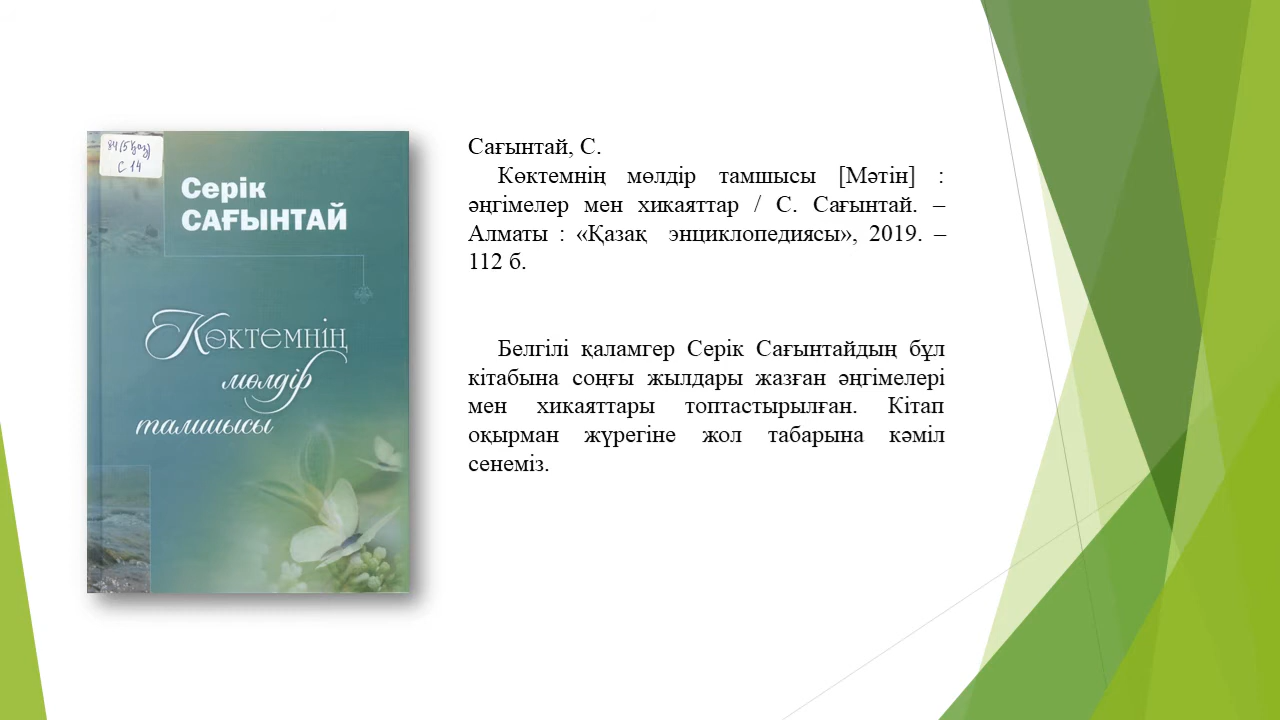 84(5Қаз)
С 14
Серік
САҒЫНТАЙ
Көктемнің
мөлдір
тамшысы
Сағынтай, С.
Көктемнің мөлдір тамшысы [Мәтін] :
әңгімелер мен хикаяттар / С. Сағынтай. –
Алматы : «Қазақ энциклопедиясы», 2019. –
112 б.
Белгілі қаламгер Серік Сағынтайдың бұл
кітабына соңғы жылдары жазған әңгімелері
мен хикаяттары топтастырылған. Кітап
оқырман жүрегіне жол табарына кәміл
сенеміз.